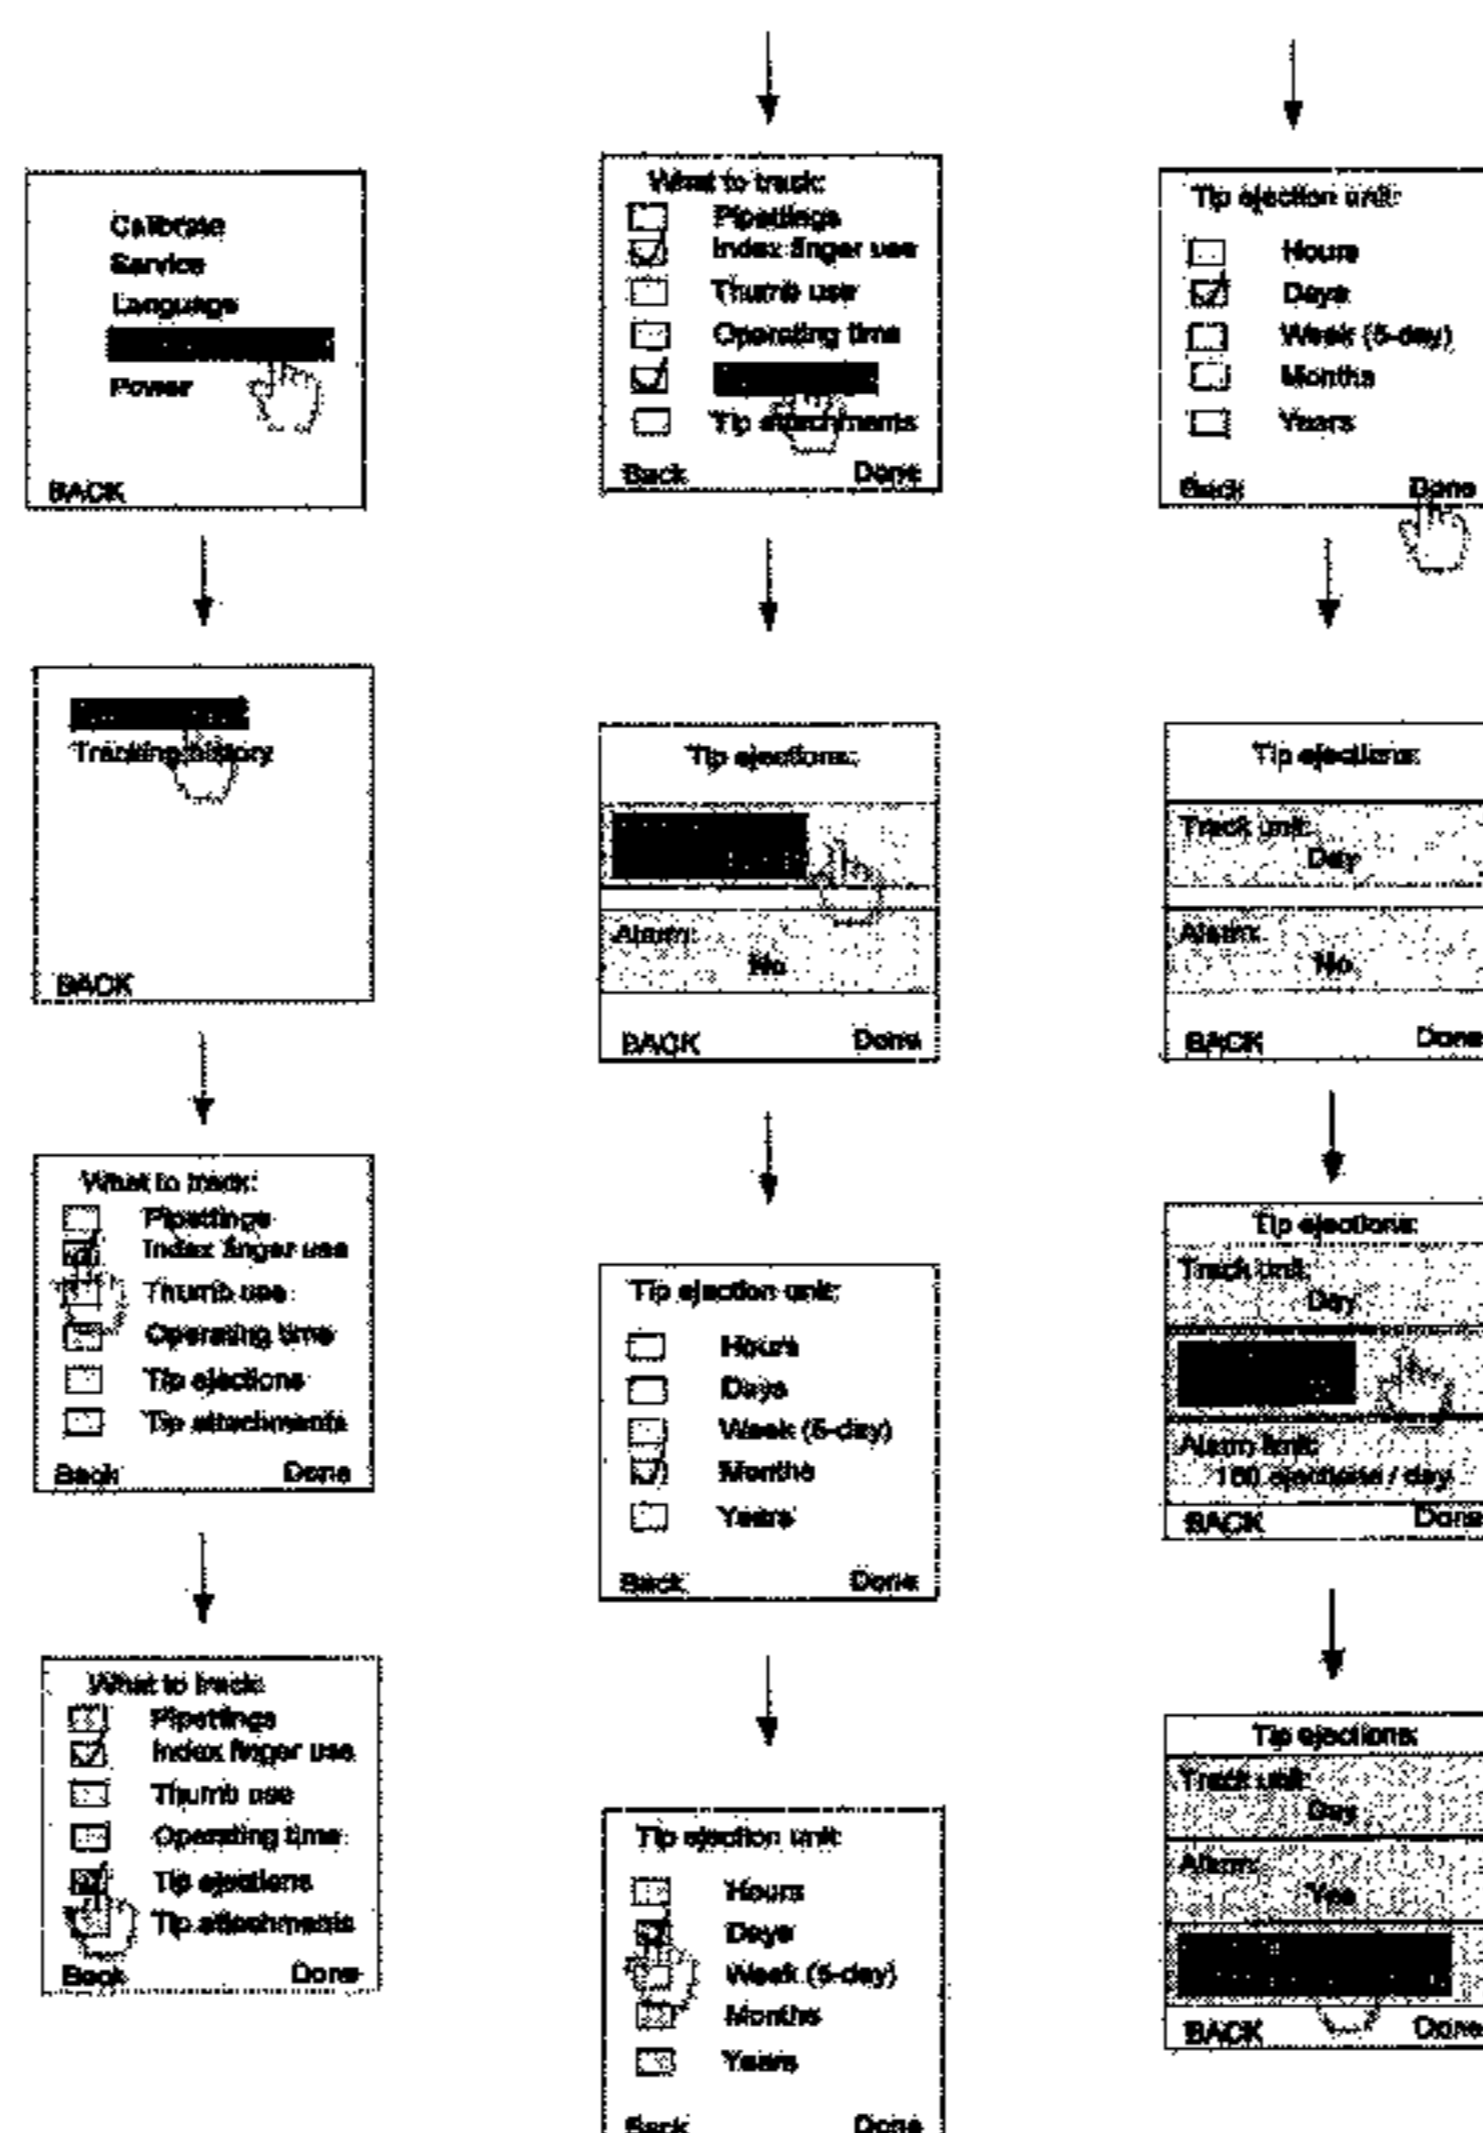 Calibrate
Service
Language
Power
BACK
Tracking history
BACK
What to track:
Pipettings
Index finger use
Thumb use
Operating time
Tip ejections
Tip attachments
Back Done
What to track:
Pipettings
Index finger use
Thumb use
Operating time
Tip ejections
Tip attachments
Back Done
What to track:
Pipettings
Index finger use
Thumb use
Operating time
Tip attachments
Back Done
Tip ejections:
Alarm:
No
BACK Done
Tip ejection unit:
Hours
Days
Week (5-day)
Months
Years
Back Done
Tip ejection unit:
Hours
Days
Week (5-day)
Months
Years
Back Done
Tip ejection unit:
Hours
Days
Week (5-day)
Months
Years
Back Done
Tip ejections:
Track unit:
Day
Alarm:
No
BACK Done
Tip ejections:
Track unit:
Day
Alarm limit:
ejections / day
BACK Done
Tip ejections:
Track unit:
Day
Alarm:
Yes
BACK Done